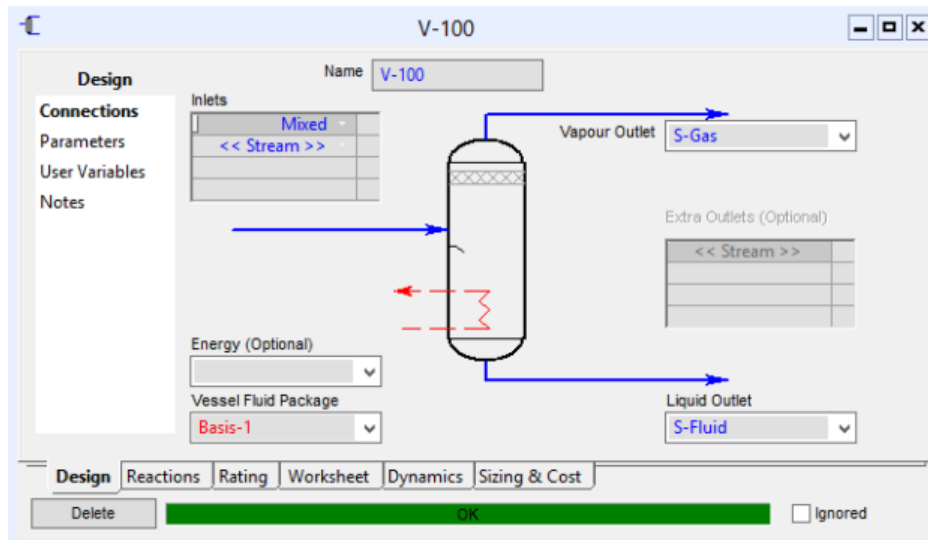 V-100
Design
Connections
Parameters
User Variables
Notes
Name V-100
Inlets
Mixed
<< Stream >>
Vapour Outlet S-Gas
Extra Outlets (Optional)
<< Stream >>
Energy (Optional)
Vessel Fluid Package
Basis-1
Liquid Outlet
S-Fluid
Design Reactions Rating Worksheet Dynamics Sizing & Cost
Delete OK Ignored